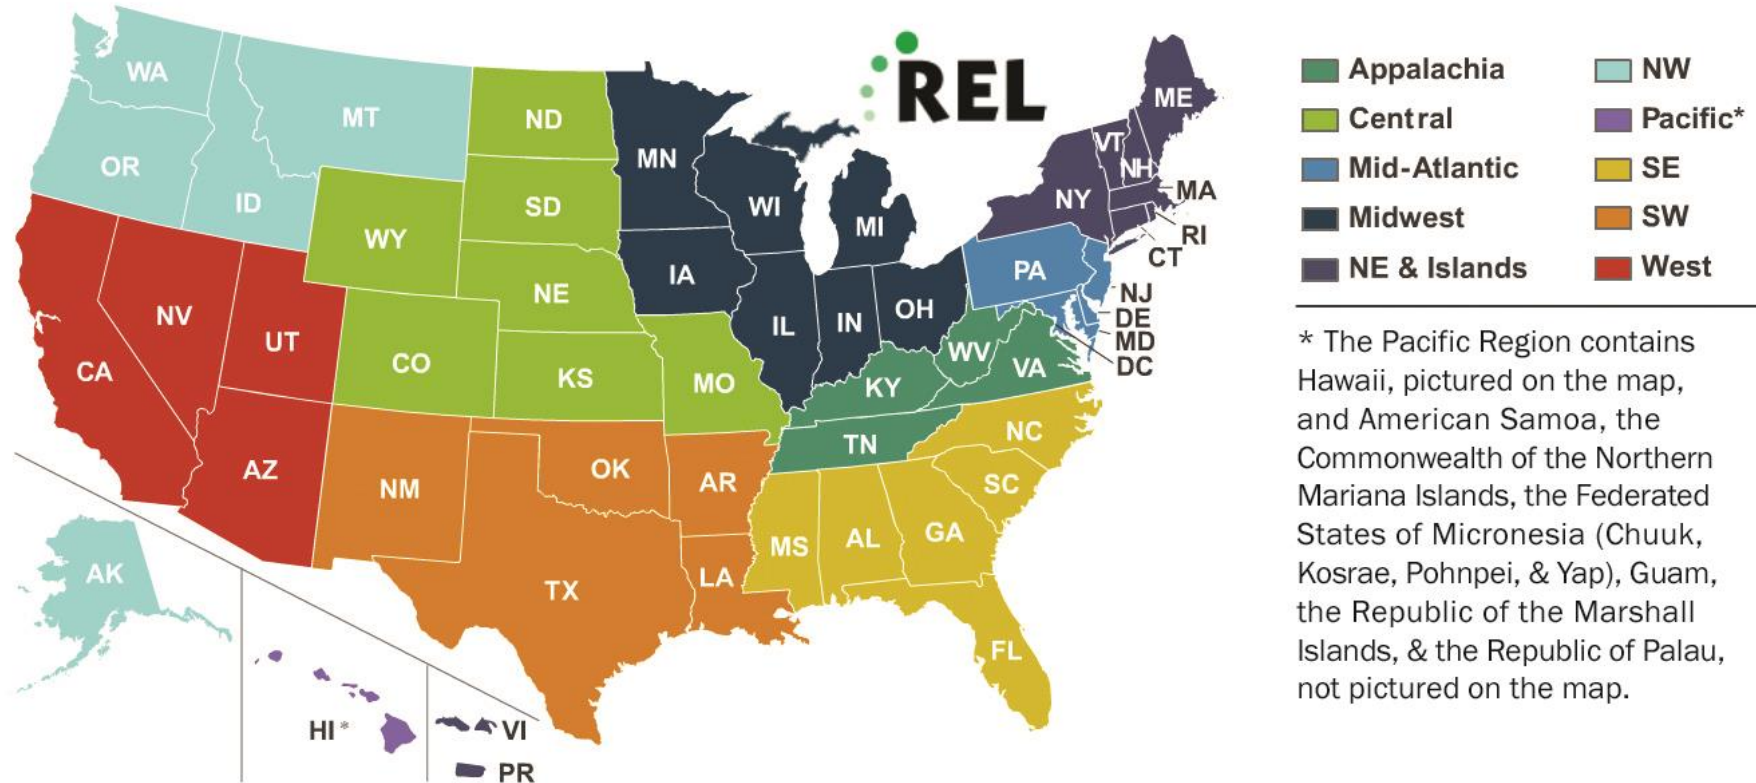 REL
WA
MT
ND
MN
ME
VT
NH
OR
ID
SD
WI
MI
NY
MA
RI
CT
WY
IA
PA
NE
NV
UT
IL
IN
OH
NJ
DE
MD
DC
CA
CO
KS
MO
WV
VA
KY
TN
NC
AZ
NM
OK
AR
SC
MS
AL
GA
AK
TX
LA
FL
HI*
VI
PR
Appalachia
Central
Mid-Atlantic
Midwest
NE & Islands
NW
Pacific*
SE
SW
West
* The Pacific Region contains
Hawaii, pictured on the map,
and American Samoa, the
Commonwealth of the Northern
Mariana Islands, the Federated
States of Micronesia (Chuuk,
Kosrae, Pohnpei, & Yap), Guam,
the Republic of the Marshall
Islands, & the Republic of Palau,
not pictured on the map.